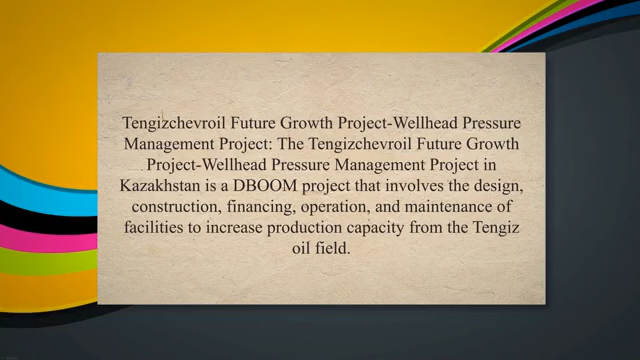 Tengizchevroil Future Growth Project-Wellhead Pressure
Management Project: The Tengizchevroil Future Growth
Project-Wellhead Pressure Management Project in
Kazakhstan is a DBOOM project that involves the design,
construction, financing, operation, and maintenance of
facilities to increase production capacity from the Tengiz
oil field.